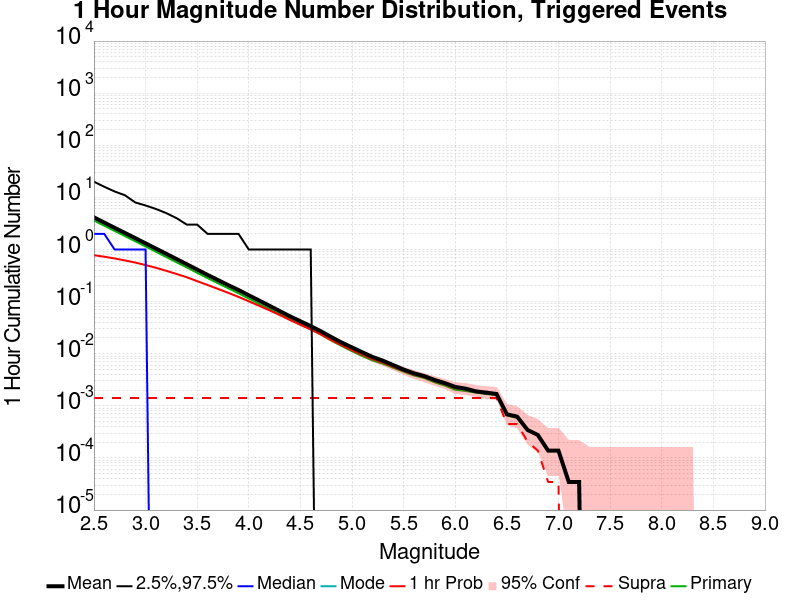 1 Hour Magnitude Number Distribution, Triggered Events
10^4
10^3
10^2
10^1
10^0
10^-1
10^-2
10^-3
10^-4
10^-5
1 Hour Cumulative Number
2.5 3.0 3.5 4.0 4.5 5.0 5.5 6.0 6.5 7.0 7.5 8.0 8.5 9.0
Magnitude
Mean 2.5%,97.5% Median Mode 1 hr Prob 95% Conf Supra Primary